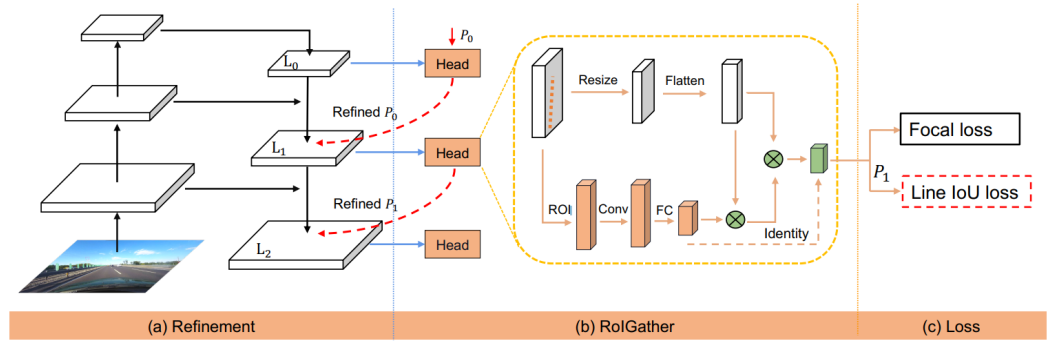 P₀
L₀
Head
Resize
Flatten
Refined P₀
L₁
Head
Focal loss
P₁
Line IoU loss
Refined P₁
ROI
Conv
FC
Identity
L₂
Head
(a) Refinement
(b) RoIGather
(c) Loss